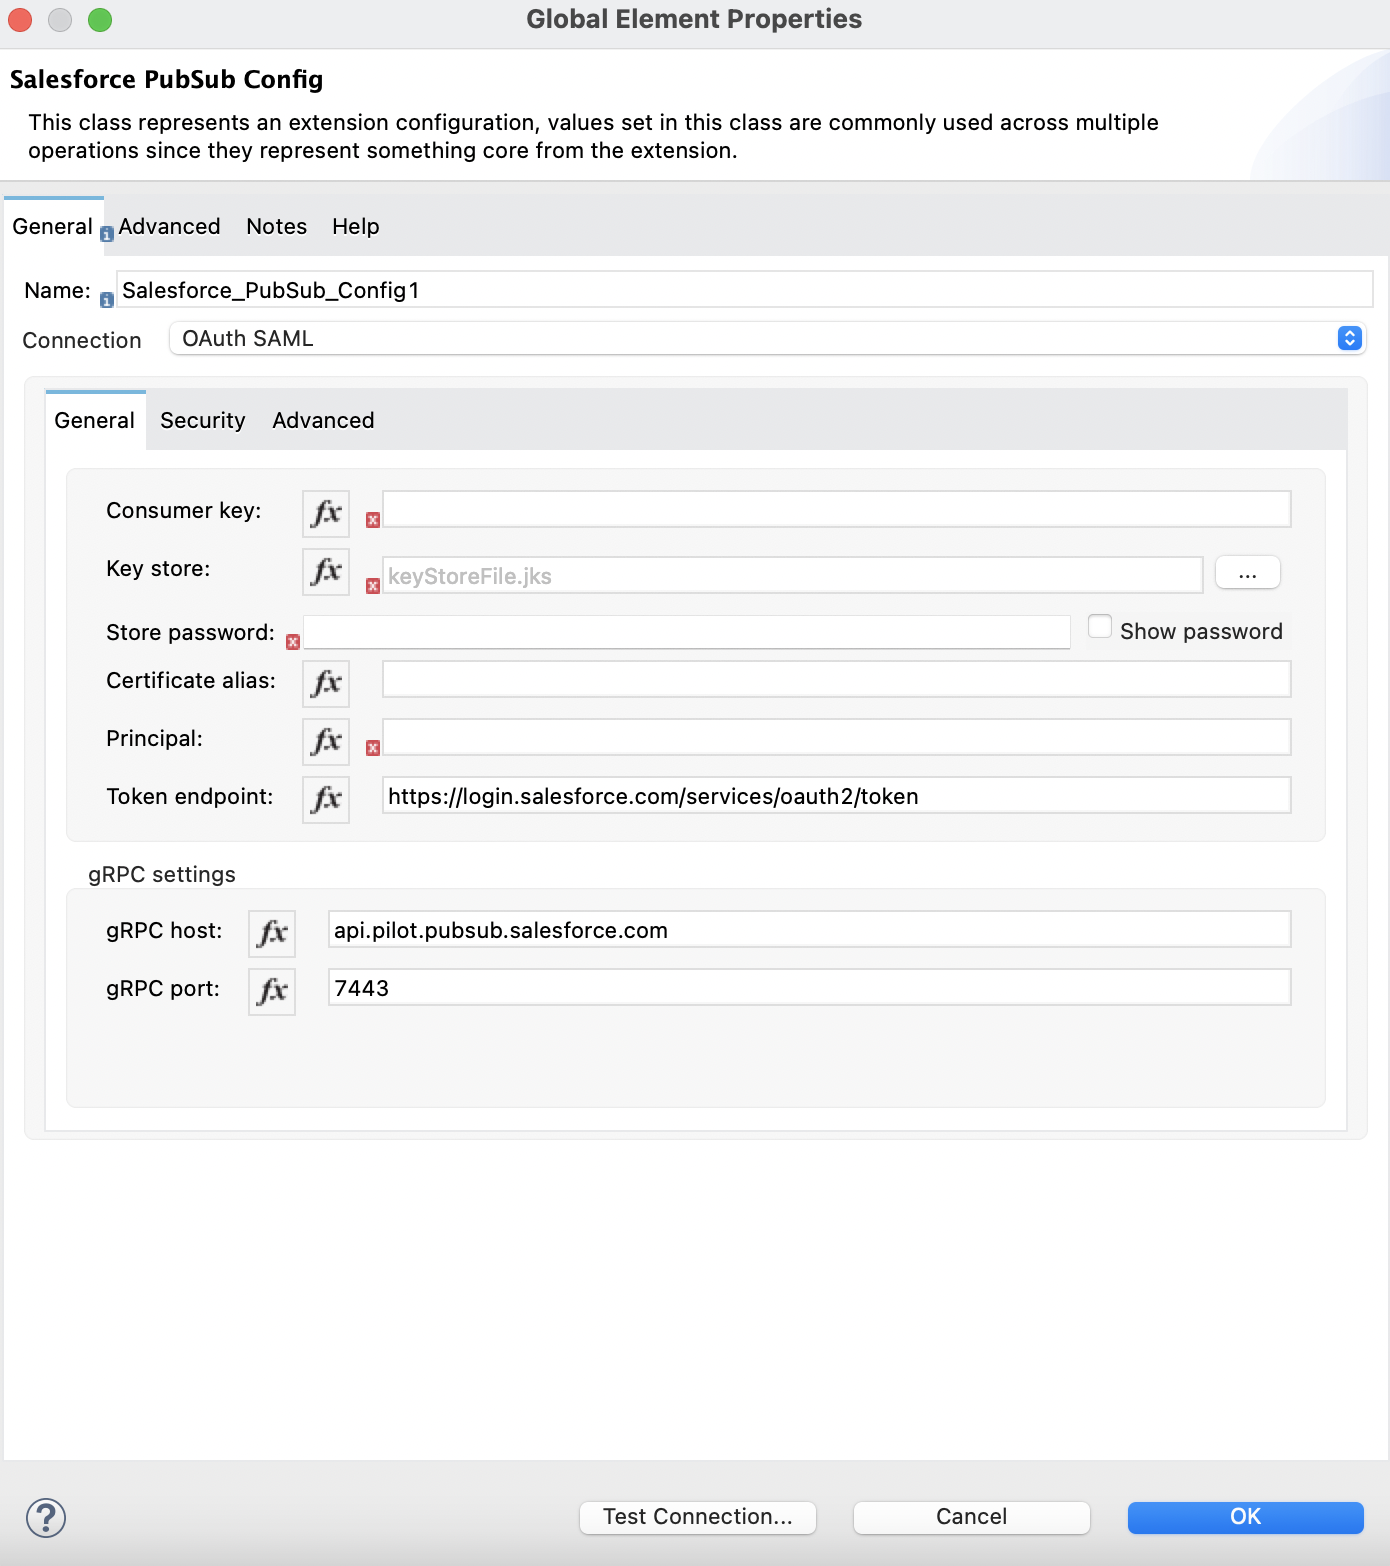 Global Element Properties
Salesforce PubSub Config
This class represents an extension configuration, values set in this class are commonly used across multiple
operations since they represent something core from the extension.
General Advanced Notes Help
Name: Salesforce_PubSub_Config1
Connection OAuth SAML
General Security Advanced
Consumer key: fx
Key store: fx keyStoreFile.jks ...
Store password: Show password
Certificate alias: fx
Principal: fx
Token endpoint: fx https://login.salesforce.com/services/oauth2/token
gRPC settings
gRPC host: fx api.pilot.pubsub.salesforce.com
gRPC port: fx 7443
? Test Connection... Cancel OK